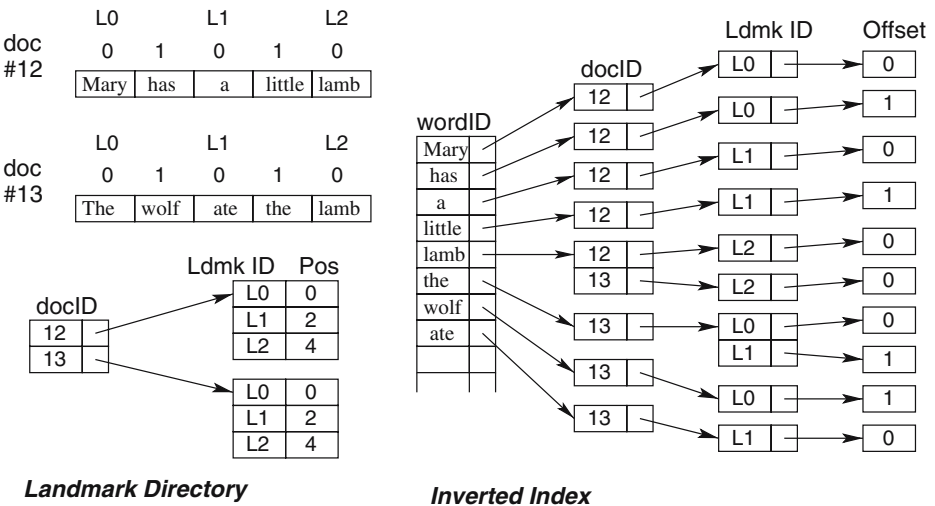 L0 L1 L2
doc #12
0 1 0 1 0
Mary has a little lamb
L0 L1 L2
doc #13
0 1 0 1 0
The wolf ate the lamb
Ldmk ID Pos
docID
12
13
L0 0
L1 2
L2 4
L0 0
L1 2
L2 4
Landmark Directory
wordID
Mary
has
a
little
lamb
the
wolf
ate
docID
12
12
12
12
12
13
13
13
13
Ldmk ID
L0
L0
L1
L1
L2
L2
L0
L1
L0
L1
Offset
0
1
0
1
0
0
0
1
1
0
Inverted Index